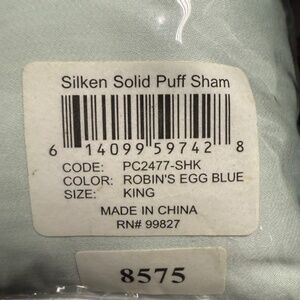 Silken Solid Puff Sham
6 14099 59742 8
CODE: PC2477-SHK
COLOR: ROBIN'S EGG BLUE
SIZE: KING
MADE IN CHINA
RN# 99827
8575